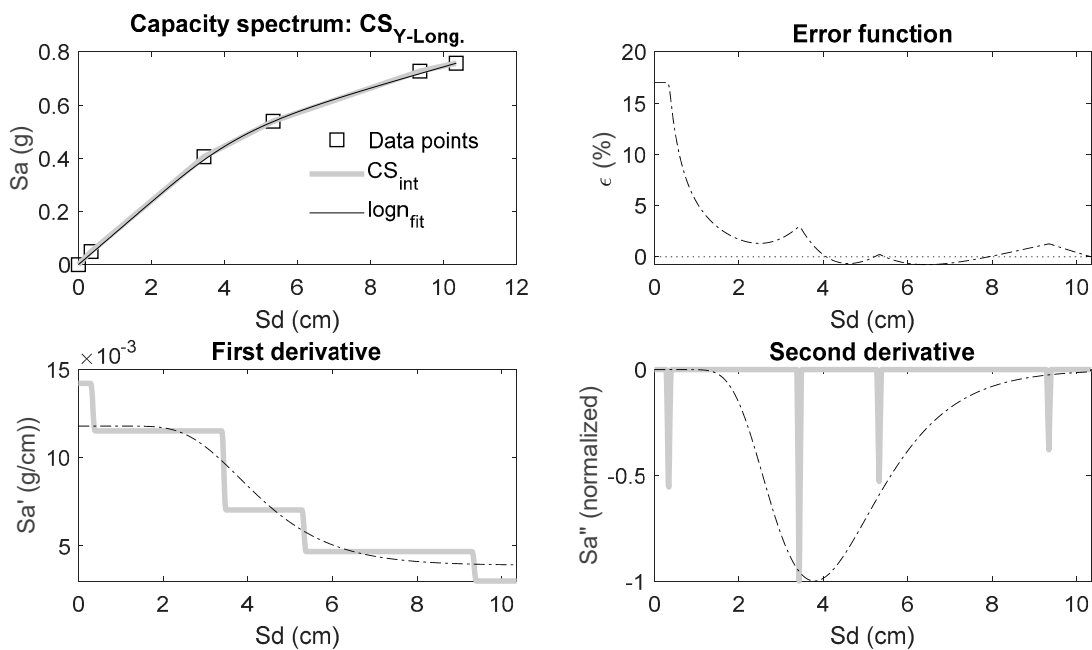 Capacity spectrum: CS_Y-Long.
0.8
0.6
0.4
0.2
0
Sa (g)
Data points
CS_int
logn_fit
0 2 4 6 8 10 12
Sd (cm)
Error function
20
15
10
5
0
ϵ (%)
0 2 4 6 8 10
Sd (cm)
First derivative
×10^-3
15
10
5
Sa' (g/cm))
0 2 4 6 8 10
Sd (cm)
Second derivative
0
-0.5
-1
Sa" (normalized)
0 2 4 6 8 10
Sd (cm)